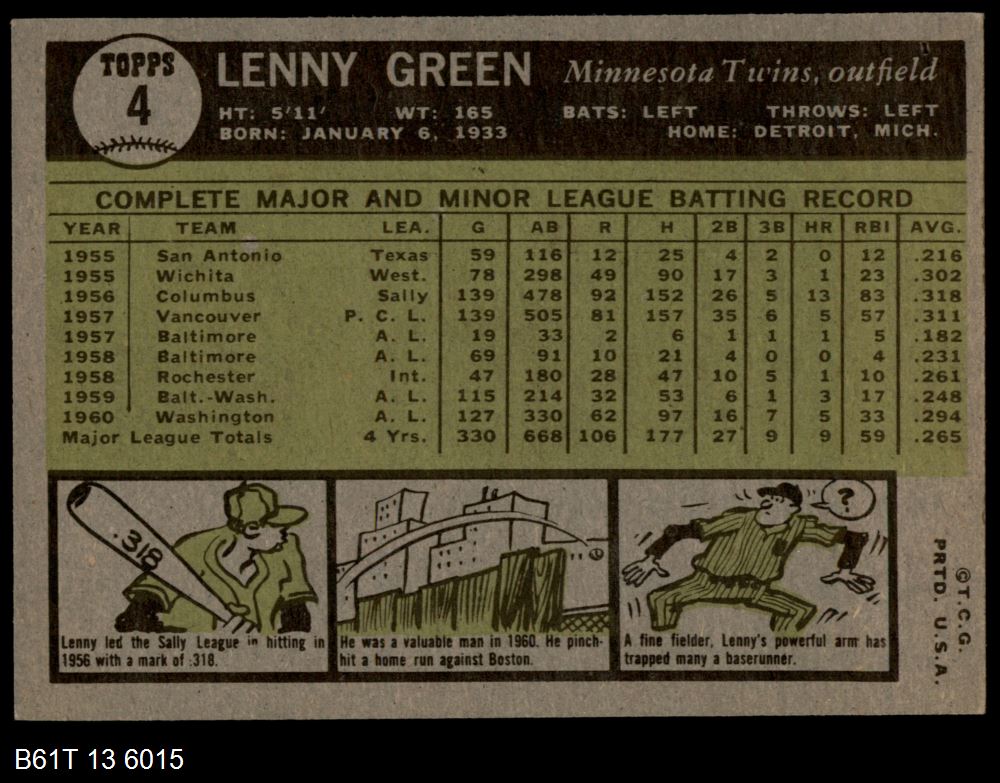 TOPPS
4
LENNY GREEN Minnesota Twins, outfield
HT: 5'11' WT: 165 BATS: LEFT THROWS: LEFT
BORN: JANUARY 6, 1933 HOME: DETROIT, MICH.
COMPLETE MAJOR AND MINOR LEAGUE BATTING RECORD
YEAR TEAM LEA. G AB R H 2B 3B HR RBI AVG.
1955 San Antonio Texas 59 116 12 25 4 2 0 12 .216
1955 Wichita West. 78 298 49 90 17 3 1 23 .302
1956 Columbus Sally 139 478 92 152 26 5 13 83 .318
1957 Vancouver P. C. L. 139 505 81 157 35 6 5 57 .311
1957 Baltimore A. L. 19 33 2 6 1 1 1 5 .182
1958 Baltimore A. L. 69 91 10 21 4 0 0 4 .231
1958 Rochester Int. 47 180 28 47 10 5 1 10 .261
1959 Balt.-Wash. A. L. 115 214 32 53 6 1 3 17 .248
1960 Washington A. L. 127 330 62 97 16 7 5 33 .294
Major League Totals 4 Yrs. 330 668 106 177 27 9 9 59 .265
.318
Lenny led the Sally League in hitting in
1956 with a mark of .318.
He was a valuable man in 1960. He pinch-
hit a home run against Boston.
?
A fine fielder, Lenny's powerful arm has
trapped many a baserunner.
©T.C.G.
PRTD. U.S.A.
B61T 13 6015